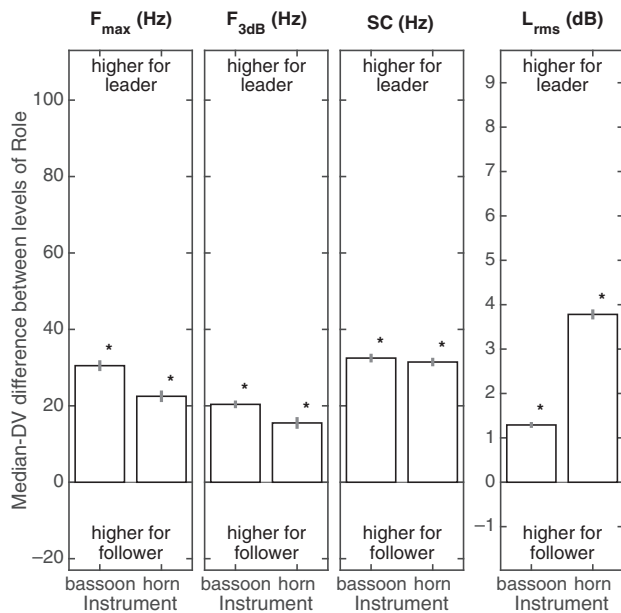 F_max (Hz)
F_3dB (Hz)
SC (Hz)
L_rms (dB)
Median-DV difference between levels of Role
100
80
60
40
20
0
−20
higher for
leader
higher for
leader
higher for
leader
higher for
leader
9
8
7
6
5
4
3
2
1
0
−1
*
*
*
*
*
*
*
*
higher for
follower
higher for
follower
higher for
follower
higher for
follower
bassoon horn
bassoon horn
bassoon horn
bassoon horn
Instrument
Instrument
Instrument
Instrument